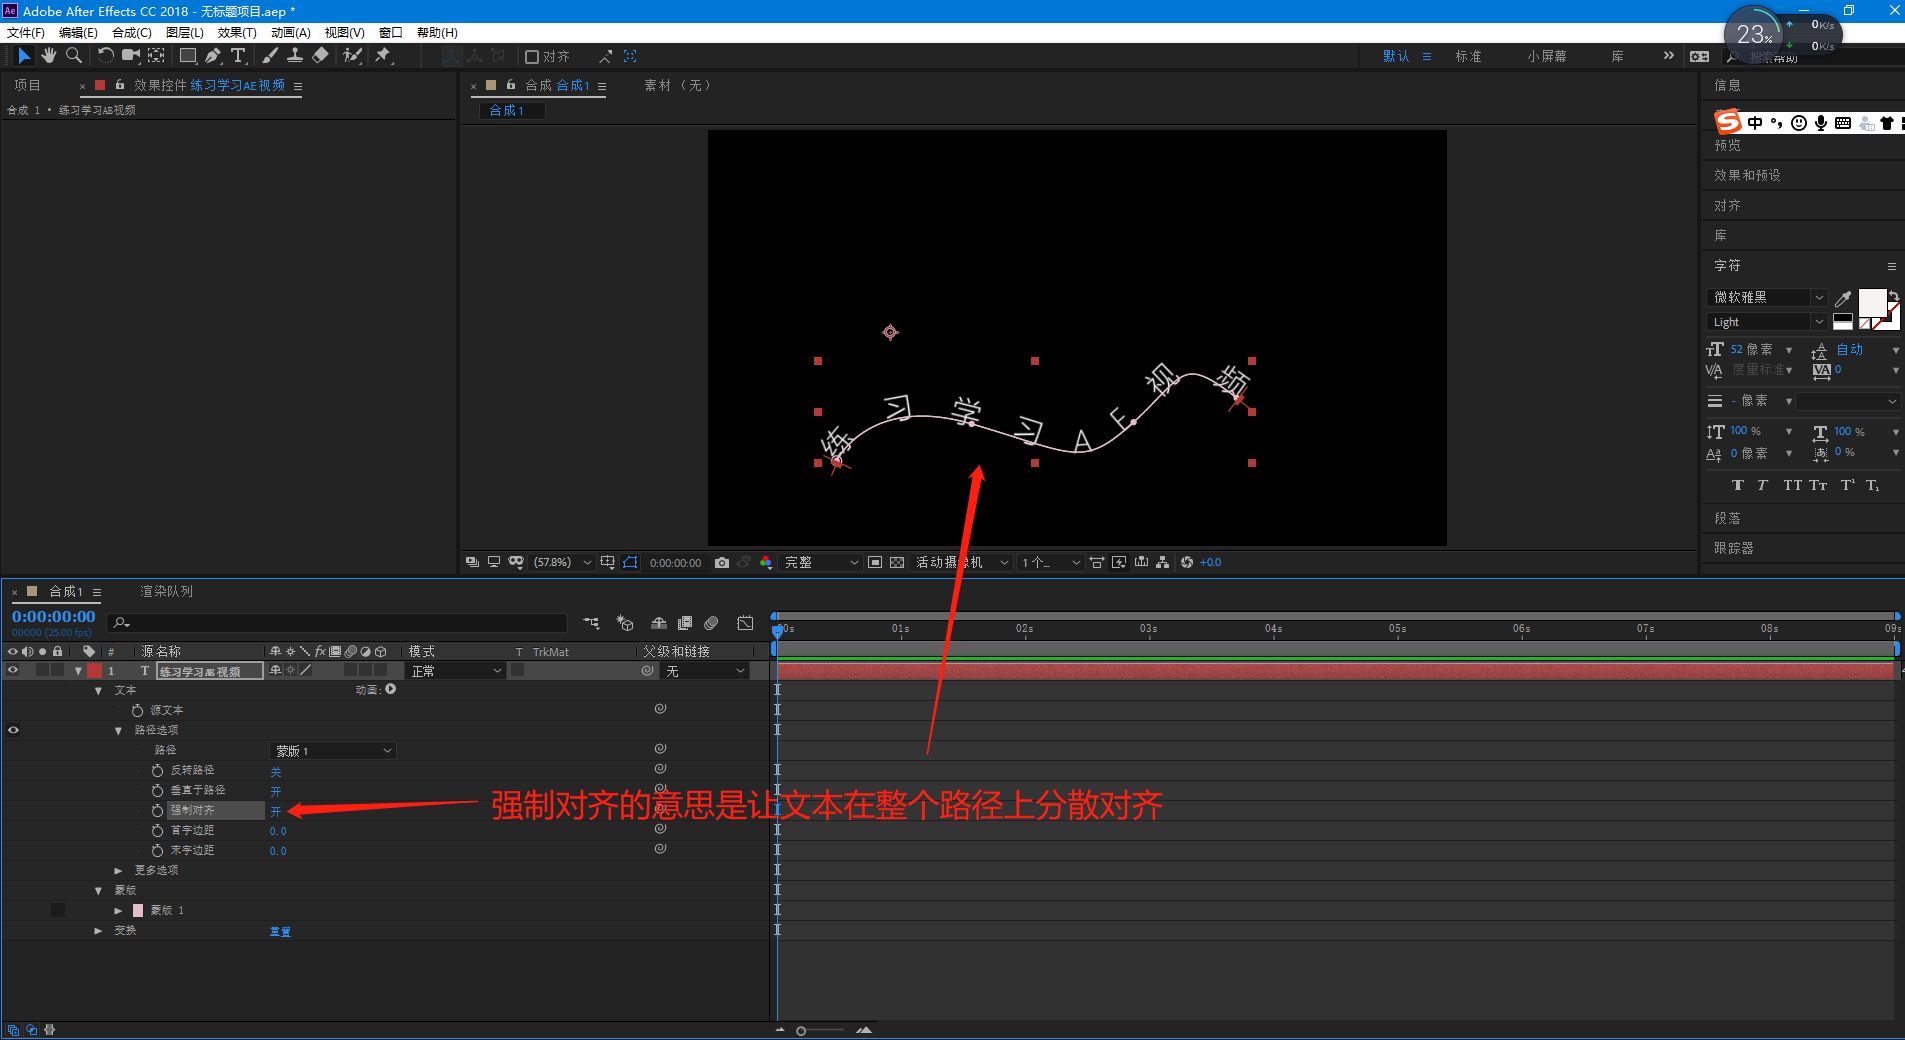 Ae Adobe After Effects CC 2018 - 无标题项目.aep *
文件(F) 编辑(E) 合成(C) 图层(L) 效果(T) 动画(A) 视图(V) 窗口 帮助(H)
23%
0K/s
0K/s
对齐
默认 标准 小屏幕 库
搜索帮助
项目
效果控件 练习学习AE视频
合成 合成1
素材 (无)
合成 1 • 练习学习AE视频
合成1
练习学习AE视频
信息
中
预览
效果和预设
对齐
库
字符
微软雅黑
Light
52 像素
自动
度量标准
0
- 像素
100 %
100 %
0 像素
0 %
段落
跟踪器
(57.8%)
0:00:00:00
完整
活动摄像机
1个...
+0.0
合成1
渲染队列
0:00:00:00
00000 (25.00 fps)
00s 01s 02s 03s 04s 05s 06s 07s 08s 09s
# 源名称 模式 T TrkMat 父级和链接
1 T 练习学习AE视频 正常 无
文本 动画:
源文本
路径选项
路径 蒙版 1
反转路径 关
垂直于路径 开
强制对齐 开
强制对齐的意思是让文本在整个路径上分散对齐
首字边距 0.0
末字边距 0.0
更多选项
蒙版
蒙版 1
变换 重置